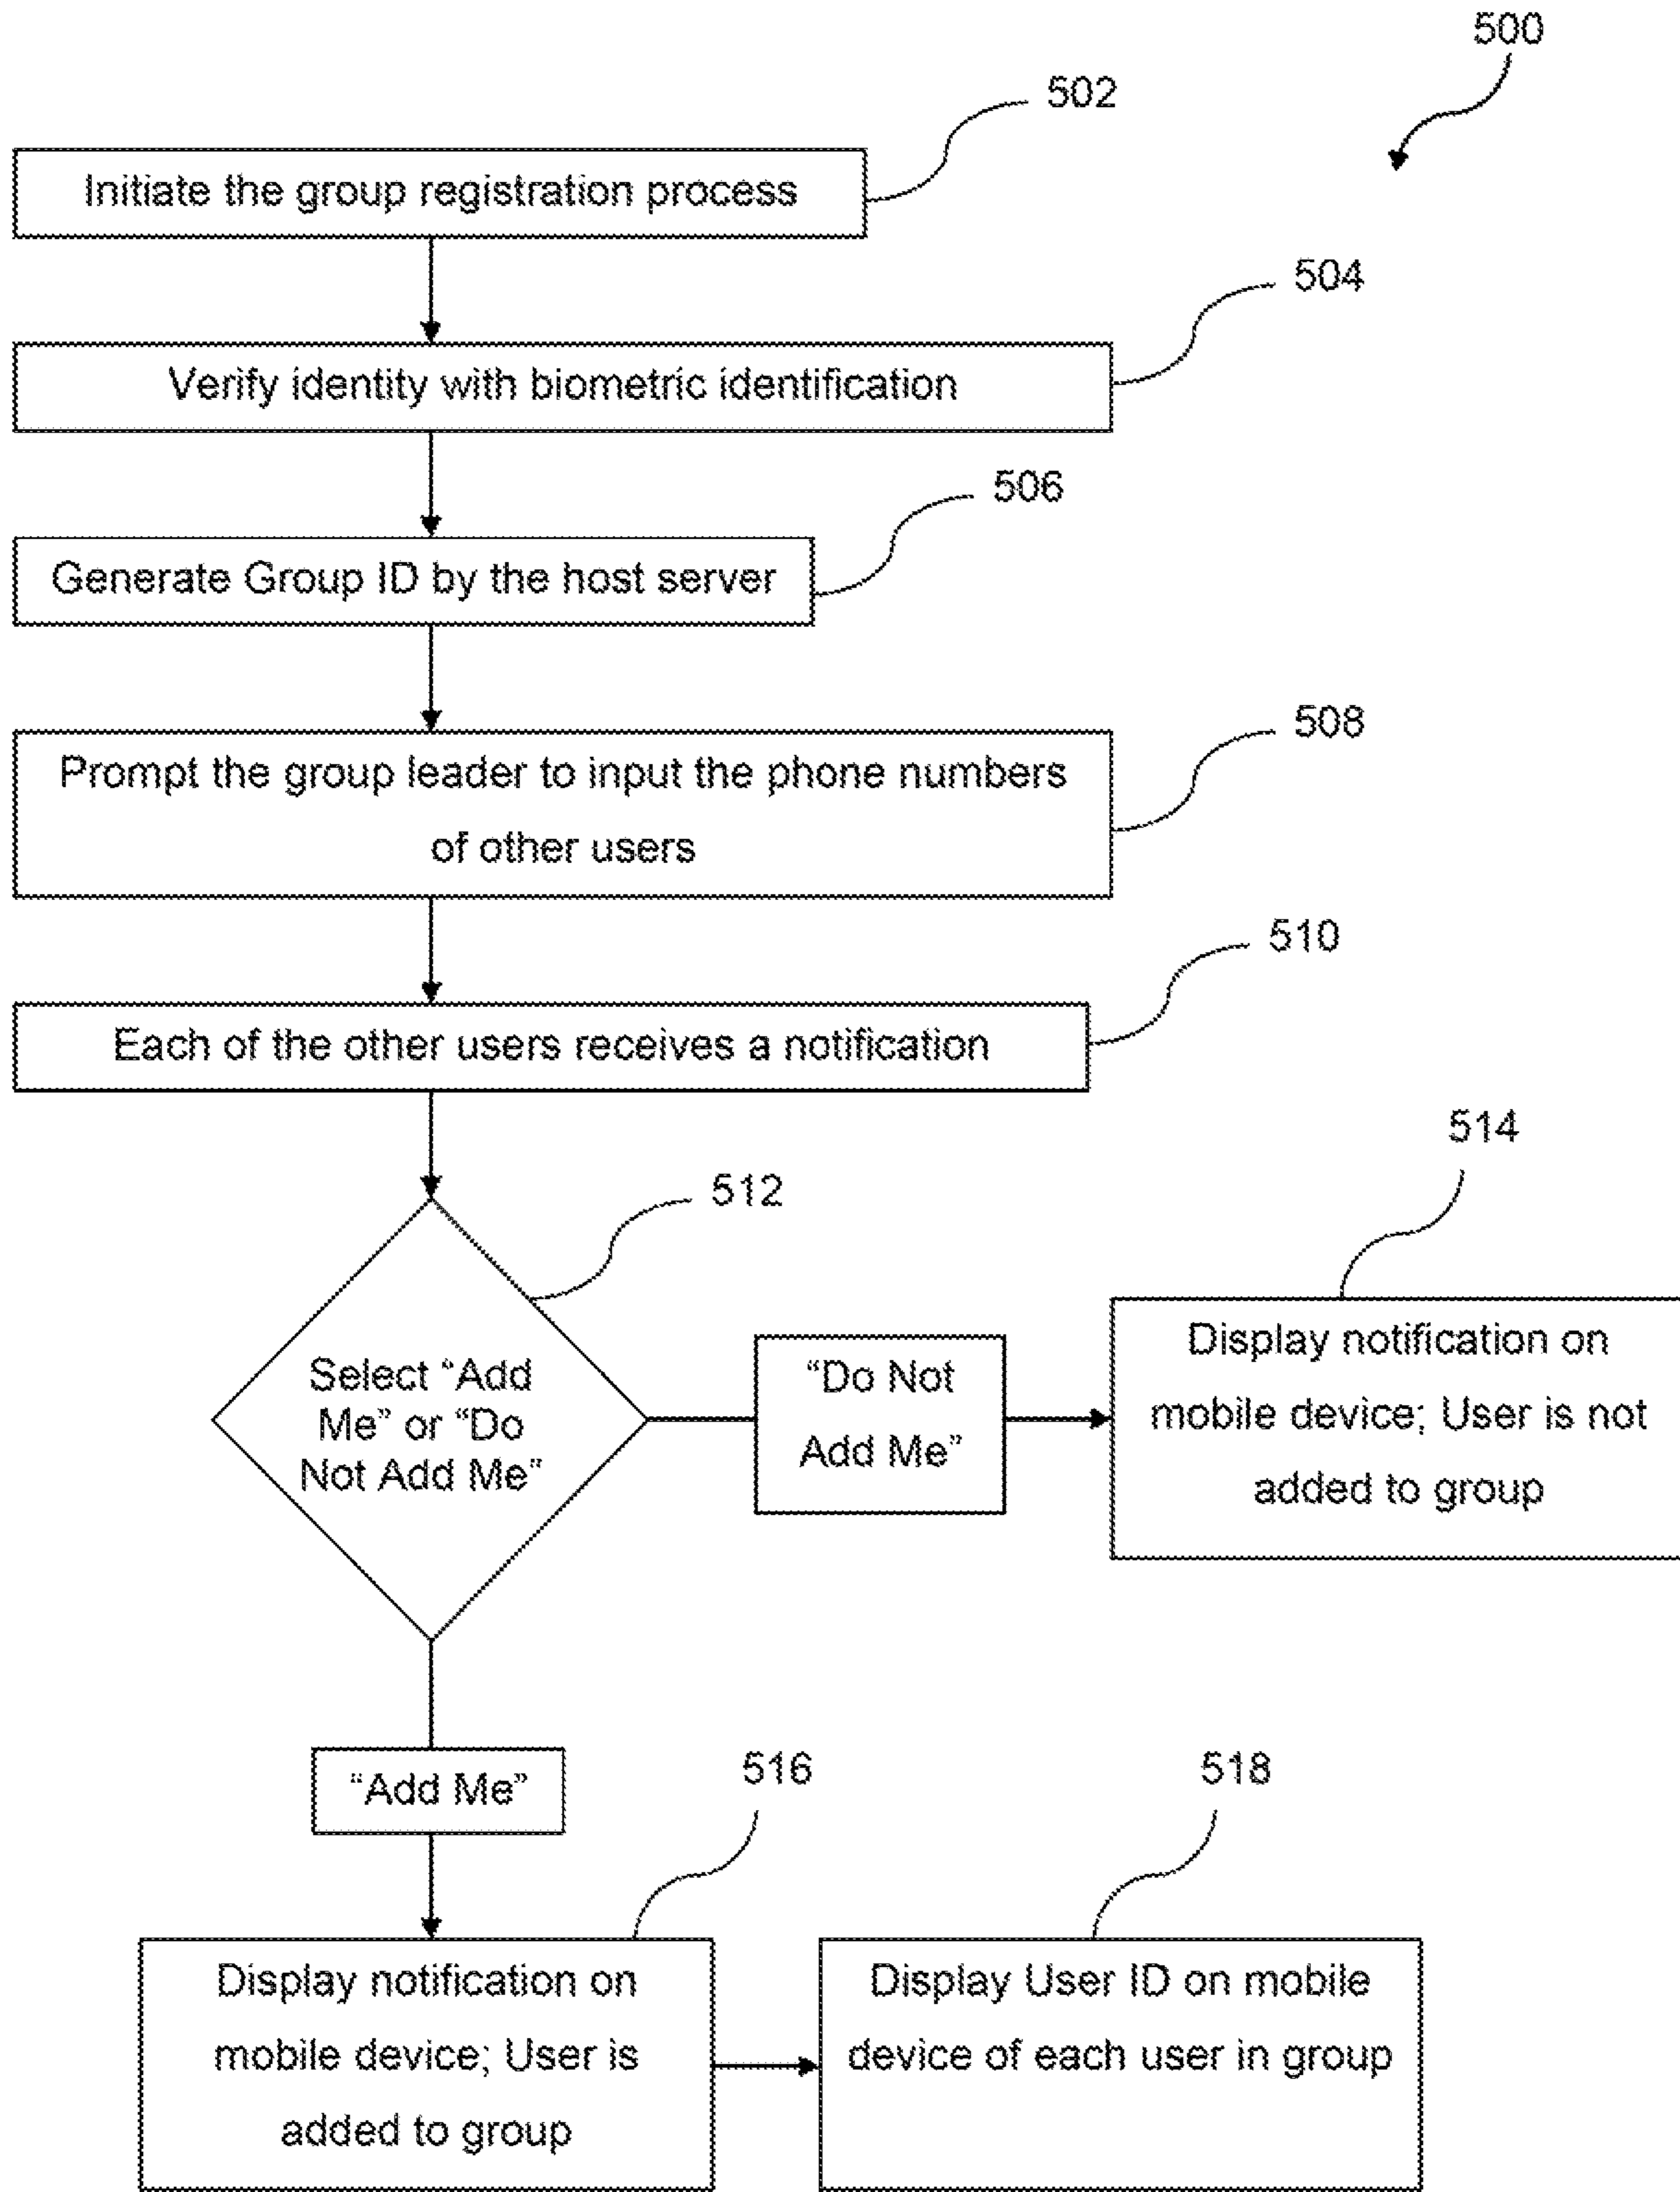 500
502
Initiate the group registration process
504
Verify identity with biometric identification
506
Generate Group ID by the host server
508
Prompt the group leader to input the phone numbers
of other users
510
Each of the other users receives a notification
512
Select “Add
Me” or “Do
Not Add Me”
“Do Not
Add Me”
514
Display notification on
mobile device; User is not
added to group
“Add Me”
516
Display notification on
mobile device; User is
added to group
518
Display User ID on mobile
device of each user in group